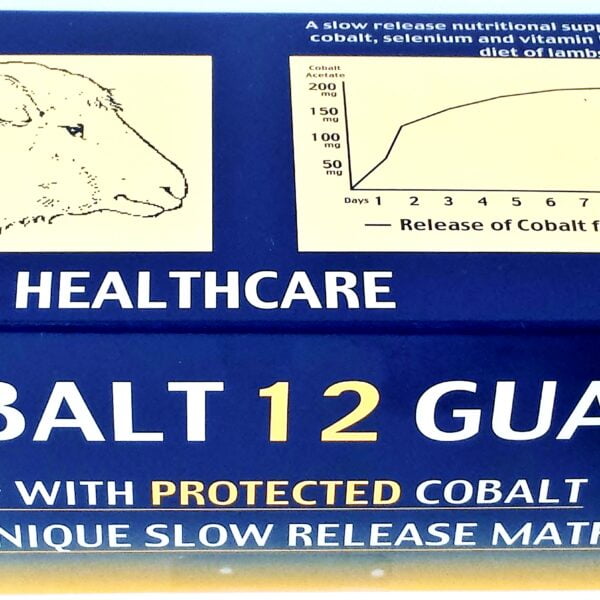 A slow release nutritional supp
cobalt, selenium and vitamin
diet of lambs
Cobalt
Acetate
200
mg
150
mg
100
mg
50
mg
Days 1 2 3 4 5 6 7
Release of Cobalt f
HEALTHCARE
BALT 12 GUA
WITH PROTECTED COBALT
NIQUE SLOW RELEASE MATR